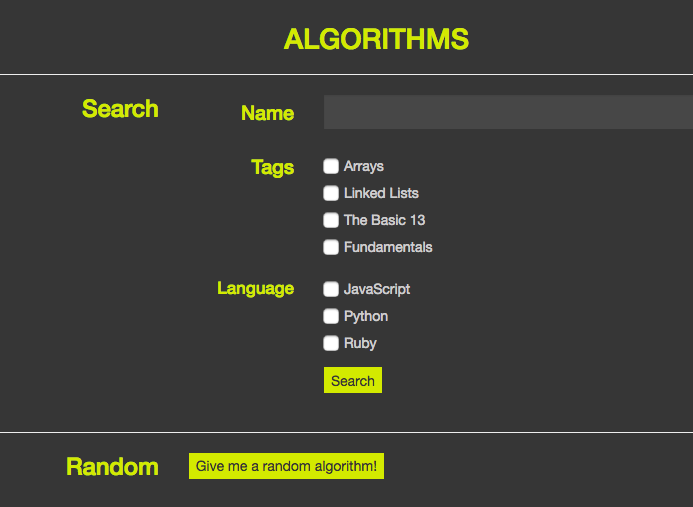 ALGORITHMS
Search
Name
Tags
Arrays
Linked Lists
The Basic 13
Fundamentals
Language
JavaScript
Python
Ruby
Search
Random
Give me a random algorithm!